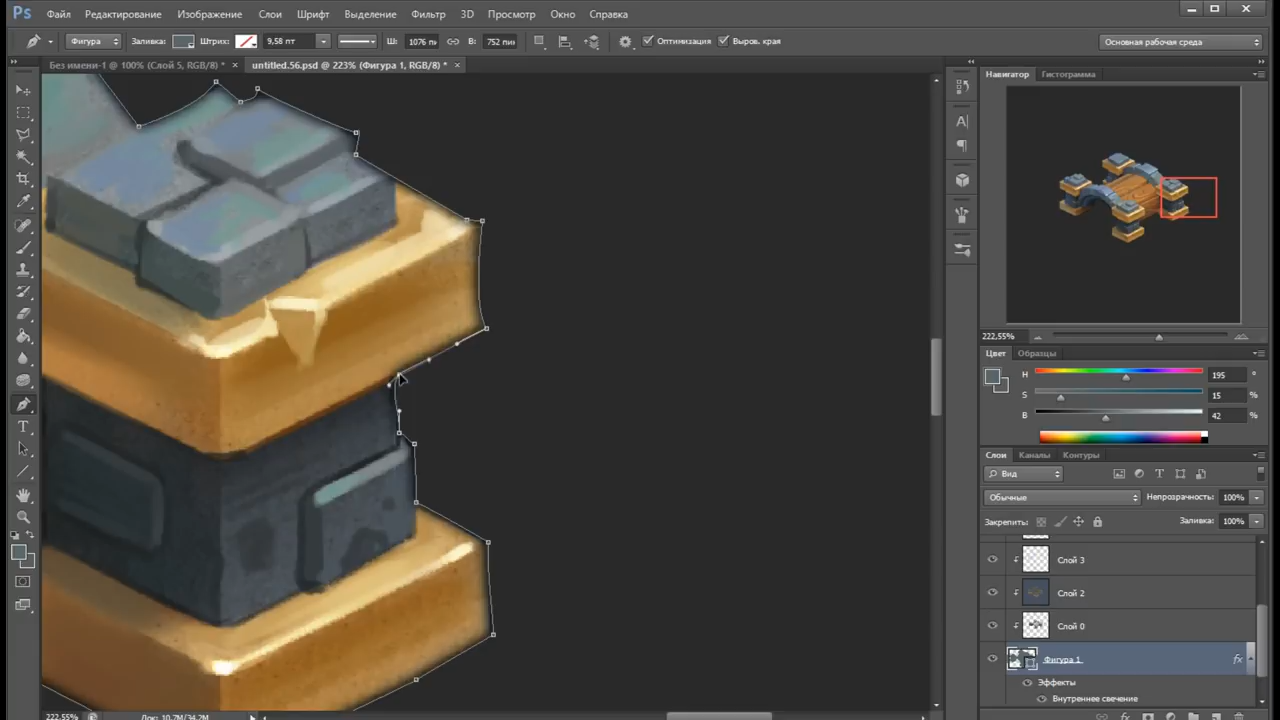 Ps Файл Редактирование Изображение Слои Шрифт Выделение Фильтр 3D Просмотр Окно Справка
Фигура Заливка: Штрих: 9,58 пт Ш: 1076 пи В: 752 пин Оптимизация Выров. края Основная рабочая среда
Без имени-1 @ 100% (Слой 5, RGB/8) * × untitled.56.psd @ 223% (Фигура 1, RGB/8) * ×
Навигатор Гистограмма
222,55%
Цвет Образцы
H 195 °
S 15 %
B 42 %
Слои Каналы Контуры
Вид
Обычные Непрозрачность: 100%
Закрепить: Заливка: 100%
Слой 3
Слой 2
Слой 0
Фигура 1 fx
Эффекты
Внутреннее свечение
222,55% Док: 10,7M/34,2M